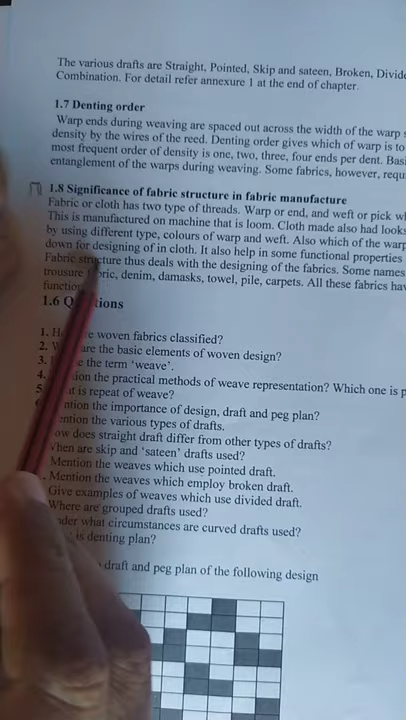 The various drafts are Straight, Pointed, Skip and sateen, Broken, Divide
Combination. For detail refer annexure 1 at the end of chapter.
1.7 Denting order
Warp ends during weaving are spaced out across the width of the warp
density by the wires of the reed. Denting order gives which of warp is to
most frequent order of density is one, two, three, four ends per dent.
entanglement of the warps during weaving. Some fabrics, however, requ
1.8 Significance of fabric structure in fabric manufacture
Fabric or cloth has two type of threads. Warp or end, and weft or pick
This is manufactured on machine that is loom. Cloth made also had looks
by using different type, colours of warp and weft. Also which of the warp
down for designing of in cloth. It also help in some functional properties
Fabric structure thus deals with the designing of the fabrics. Some names
trousure bric, denim, damasks, towel, pile, carpets. All these fabrics
function
1.6 Q tions
1. H e woven fabrics classified?
2. are the basic elements of woven design?
3. e the term ‘weave’.
4. ion the practical methods of weave representation? Which one is p
5 t is repeat of weave?
ntion the importance of design, draft and peg plan?
ention the various types of drafts.
ow does straight draft differ from other types of drafts?
hen are skip and ‘sateen’ drafts used?
Mention the weaves which use pointed draft.
. Mention the weaves which employ broken draft.
Give examples of weaves which use divided draft.
Where are grouped drafts used?
nder what circumstances are curved drafts used?
is denting plan?
draft and peg plan of the following design